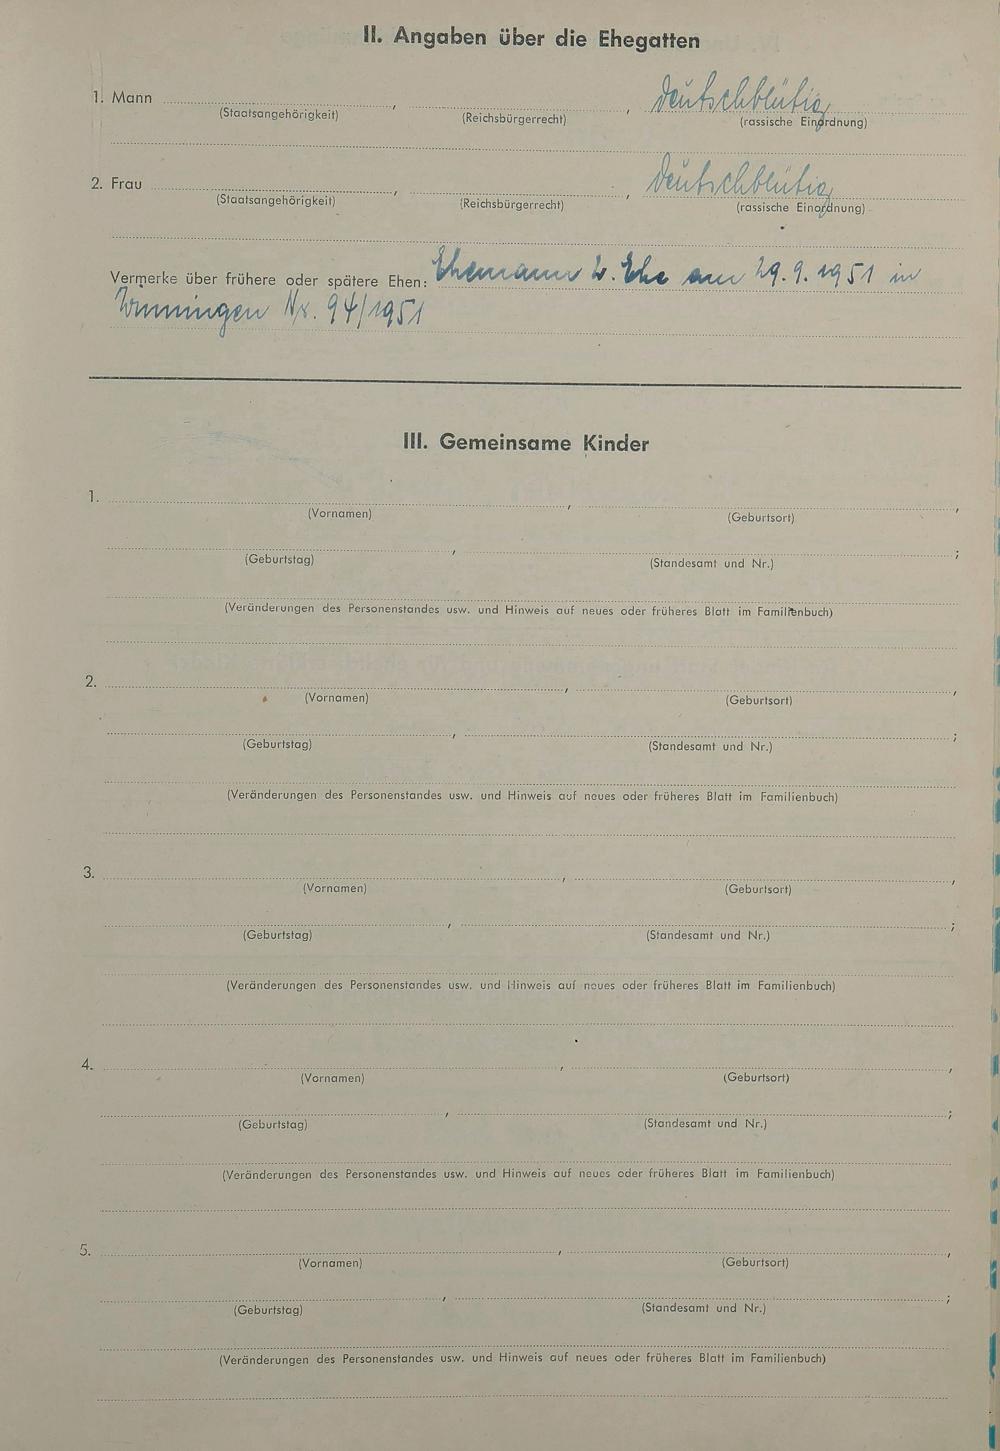 II. Angaben über die Ehegatten
1. Mann , , deutschblütig
(Staatsangehörigkeit) (Reichsbürgerrecht) (rassische Einordnung)
2. Frau , , deutschblütig
(Staatsangehörigkeit) (Reichsbürgerrecht) (rassische Einordnung)
Vermerke über frühere oder spätere Ehen: Ehemann 2. Ehe am 29.9.1951 in
Winningen Nr. 94/1951
III. Gemeinsame Kinder
1. , ,
(Vornamen) (Geburtsort)
, ;
(Geburtstag) (Standesamt und Nr.)
(Veränderungen des Personenstandes usw. und Hinweis auf neues oder früheres Blatt im Familienbuch)
2. , ,
(Vornamen) (Geburtsort)
, ;
(Geburtstag) (Standesamt und Nr.)
(Veränderungen des Personenstandes usw. und Hinweis auf neues oder früheres Blatt im Familienbuch)
3. , ,
(Vornamen) (Geburtsort)
, ;
(Geburtstag) (Standesamt und Nr.)
(Veränderungen des Personenstandes usw. und Hinweis auf neues oder früheres Blatt im Familienbuch)
4. , ,
(Vornamen) (Geburtsort)
, ;
(Geburtstag) (Standesamt und Nr.)
(Veränderungen des Personenstandes usw. und Hinweis auf neues oder früheres Blatt im Familienbuch)
5. , ,
(Vornamen) (Geburtsort)
, ;
(Geburtstag) (Standesamt und Nr.)
(Veränderungen des Personenstandes usw. und Hinweis auf neues oder früheres Blatt im Familienbuch)